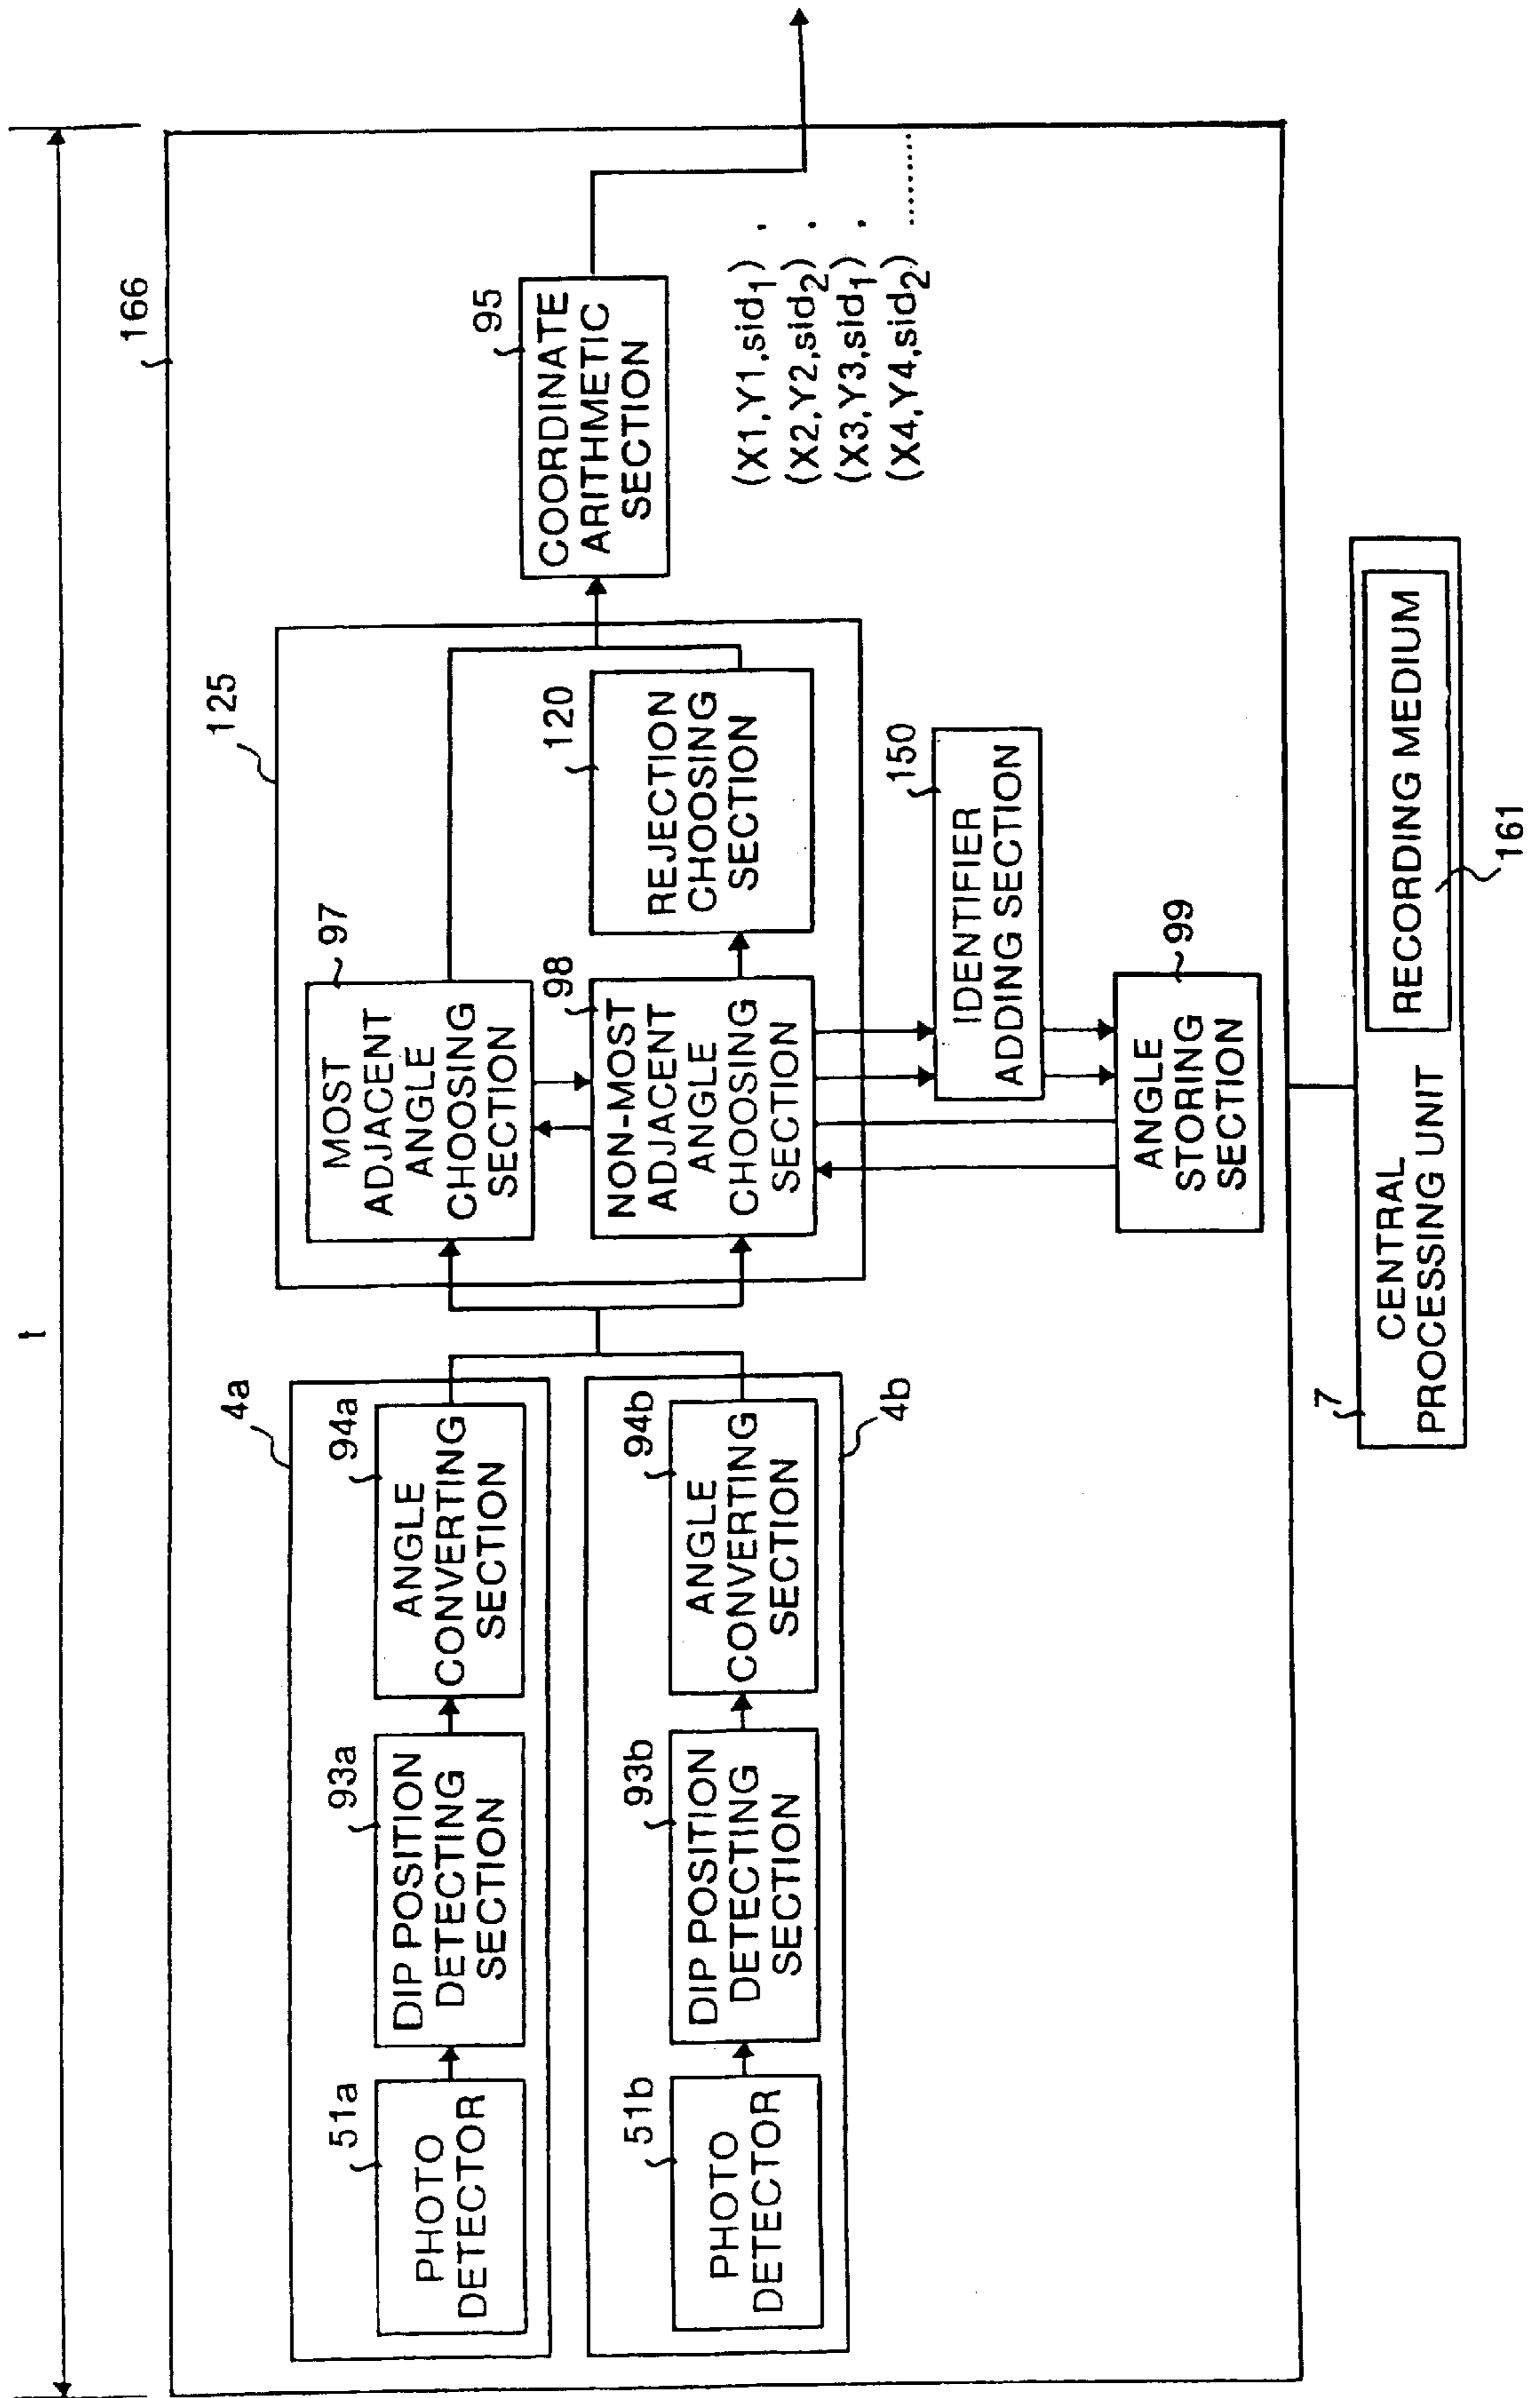 t
166
125
4a
51a
PHOTO
DETECTOR
93a
DIP POSITION
DETECTING
SECTION
94a
ANGLE
CONVERTING
SECTION
97
MOST
ADJACENT
ANGLE
CHOOSING
SECTION
95
COORDINATE
ARITHMETIC
SECTION
4b
51b
PHOTO
DETECTOR
93b
DIP POSITION
DETECTING
SECTION
94b
ANGLE
CONVERTING
SECTION
98
NON-MOST
ADJACENT
ANGLE
CHOOSING
SECTION
120
REJECTION
CHOOSING
SECTION
(X1,Y1,sid1) .
(X2,Y2,sid2) .
(X3,Y3,sid1) .
(X4,Y4,sid2) .........
150
IDENTIFIER
ADDING SECTION
99
ANGLE
STORING
SECTION
7
CENTRAL
PROCESSING UNIT
RECORDING MEDIUM
161